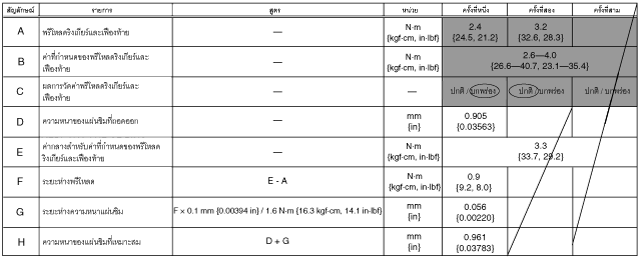 สัญลักษณ์ รายการ สูตร หน่วย ครั้งที่หนึ่ง ครั้งที่สอง ครั้งที่สาม
A พรีโหลดริงเกียร์และเฟืองท้าย — N·m 2.4 3.2
{kgf-cm, in-lbf} {24.5, 21.2} {32.6, 28.3}
B ค่าที่กำหนดของพรีโหลดริงเกียร์และ — N·m 2.6—4.0
เฟืองท้าย {kgf-cm, in-lbf} {26.6—40.7, 23.1—35.4}
C ผลการวัดค่าพรีโหลดริงเกียร์และ — — ปกติ / บกพร่อง ปกติ / บกพร่อง ปกติ / บกพร่อง
เฟืองท้าย
D ความหนาของแผ่นชิมที่ถอดออก — mm 0.905
{in} {0.03563}
E ค่ากลางสำหรับค่าที่กำหนดของพรีโหลด — N·m 3.3
ริงเกียร์และเฟืองท้าย {kgf-cm, in-lbf} {33.7, 29.2}
F ระยะห่างพรีโหลด E - A N·m 0.9
{kgf-cm, in-lbf} {9.2, 8.0}
G ระยะห่างความหนาแผ่นชิม F x 0.1 mm {0.00394 in} / 1.6 N·m {16.3 kgf-cm, 14.1 in-lbf} mm 0.056
{in} {0.00220}
H ความหนาของแผ่นชิมที่เหมาะสม D + G mm 0.961
{in} {0.03783}